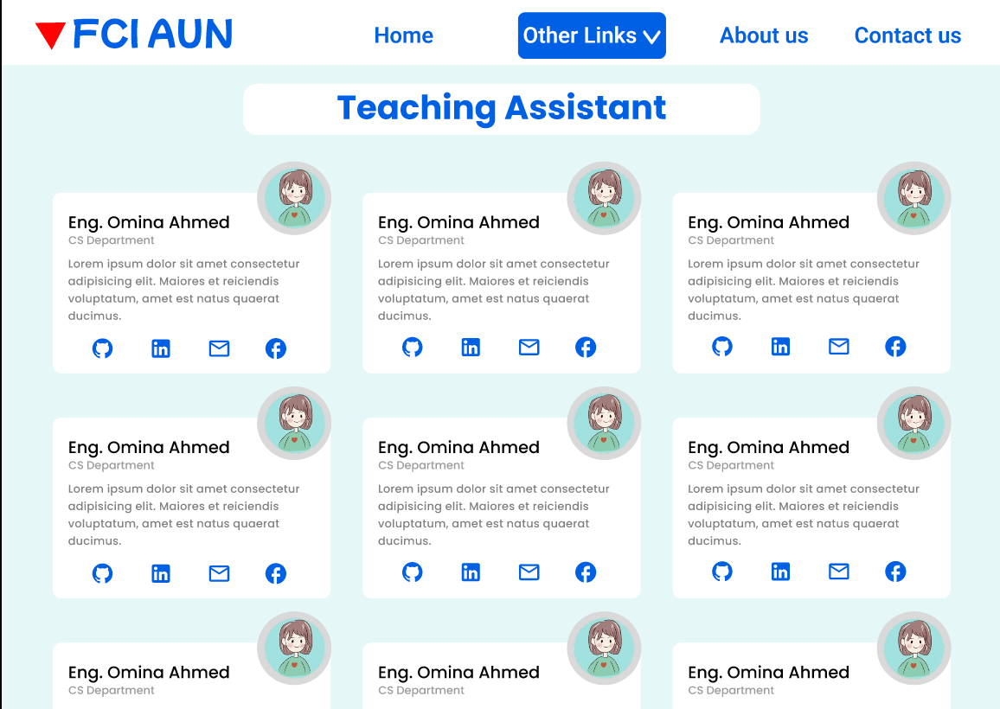 FCI AUN
Home
Other Links
About us
Contact us
Teaching Assistant
Eng. Omina Ahmed
CS Department
Lorem ipsum dolor sit amet consectetur
adipisicing elit. Maiores et reiciendis
voluptatum, amet est natus quaerat
ducimus.
Eng. Omina Ahmed
CS Department
Lorem ipsum dolor sit amet consectetur
adipisicing elit. Maiores et reiciendis
voluptatum, amet est natus quaerat
ducimus.
Eng. Omina Ahmed
CS Department
Lorem ipsum dolor sit amet consectetur
adipisicing elit. Maiores et reiciendis
voluptatum, amet est natus quaerat
ducimus.
Eng. Omina Ahmed
CS Department
Lorem ipsum dolor sit amet consectetur
adipisicing elit. Maiores et reiciendis
voluptatum, amet est natus quaerat
ducimus.
Eng. Omina Ahmed
CS Department
Lorem ipsum dolor sit amet consectetur
adipisicing elit. Maiores et reiciendis
voluptatum, amet est natus quaerat
ducimus.
Eng. Omina Ahmed
CS Department
Lorem ipsum dolor sit amet consectetur
adipisicing elit. Maiores et reiciendis
voluptatum, amet est natus quaerat
ducimus.
Eng. Omina Ahmed
CS Department
Eng. Omina Ahmed
CS Department
Eng. Omina Ahmed
CS Department